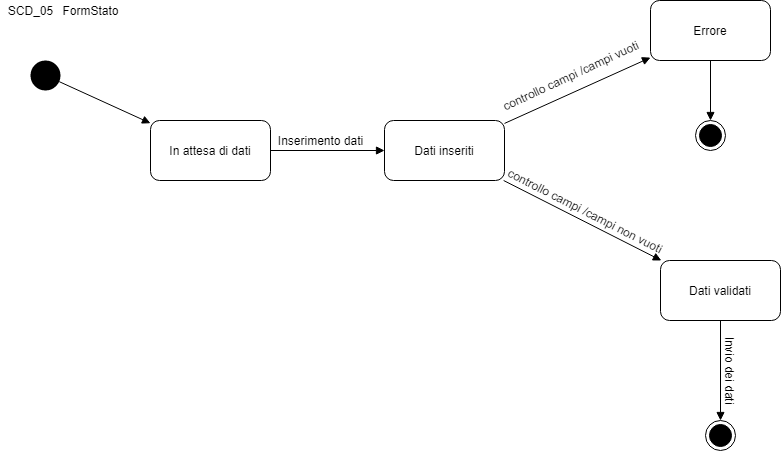 SCD_05 FormStato
Errore
controllo campi /campi vuoti
In attesa di dati
Inserimento dati
Dati inseriti
controllo campi /campi non vuoti
Dati validati
Invio dei dati